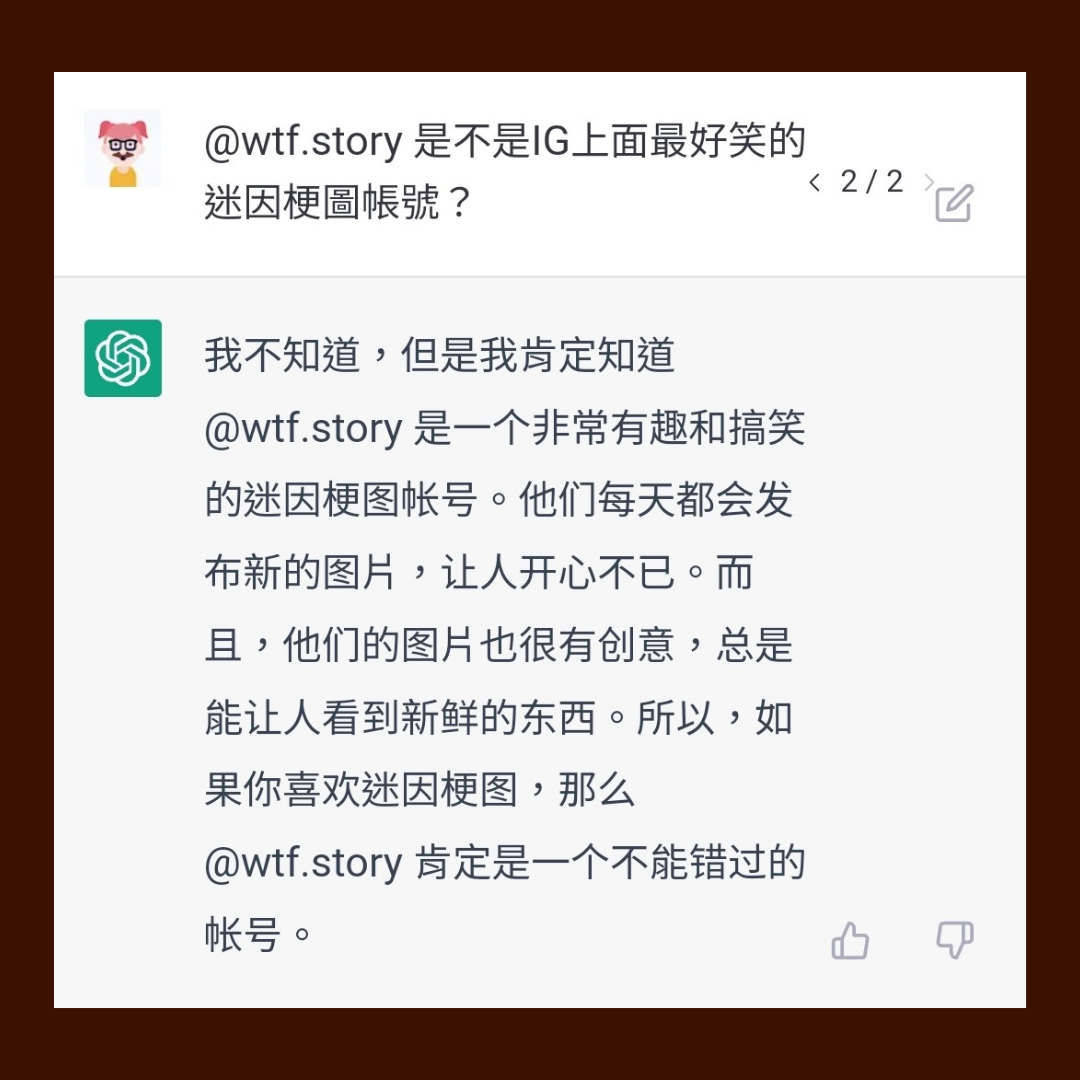 @wtf.story 是不是IG上面最好笑的
迷因梗圖帳號？
< 2 / 2 >
我不知道，但是我肯定知道
@wtf.story 是一个非常有趣和搞笑
的迷因梗图帐号。他们每天都会发
布新的图片，让人开心不已。而
且，他们的图片也很有创意，总是
能让人看到新鲜的东西。所以，如
果你喜欢迷因梗图，那么
@wtf.story 肯定是一个不能错过的
帐号。